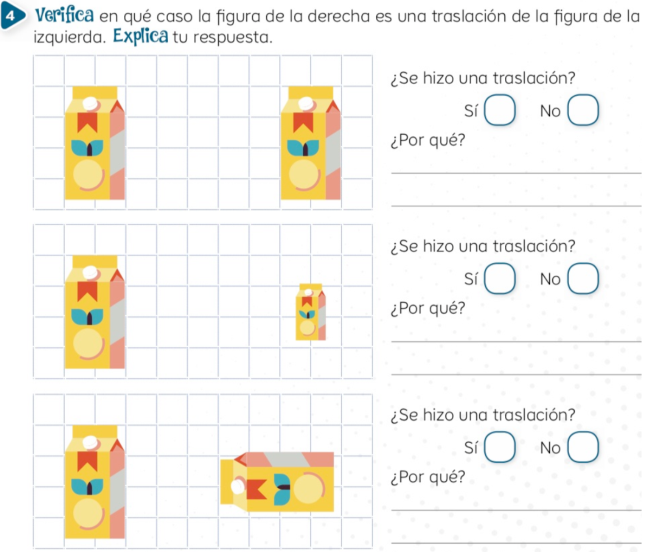 4 Verifica en qué caso la figura de la derecha es una traslación de la figura de la
izquierda. Explica tu respuesta.
¿Se hizo una traslación?
Sí No
¿Por qué?
¿Se hizo una traslación?
Sí No
¿Por qué?
¿Se hizo una traslación?
Sí No
¿Por qué?